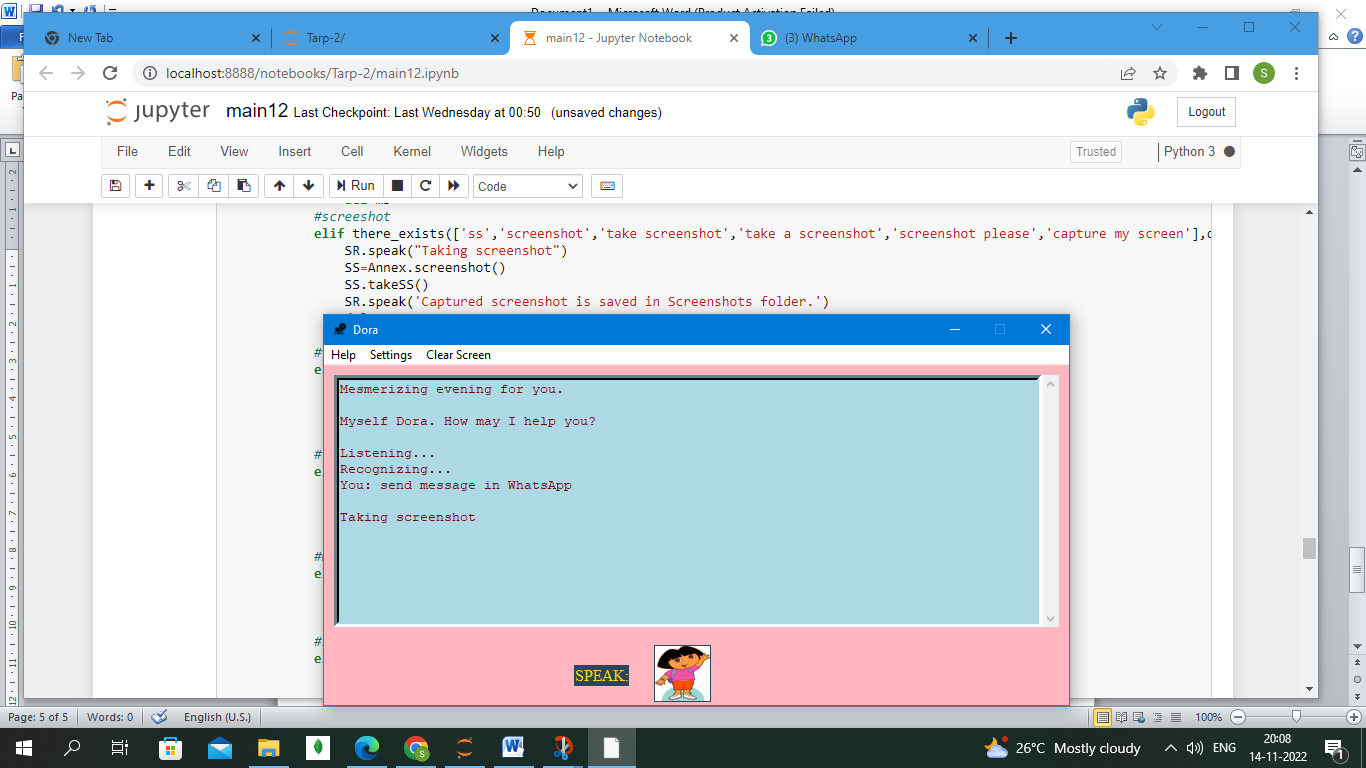 Document1 - Microsoft Word (Product Activation Failed)
New Tab
Tarp-2/
main12 - Jupyter Notebook
(3) WhatsApp
localhost:8888/notebooks/Tarp-2/main12.ipynb
S
jupyter main12 Last Checkpoint: Last Wednesday at 00:50 (unsaved changes)
Logout
File Edit View Insert Cell Kernel Widgets Help
Trusted
Python 3
Run
Code
#screeshot
elif there_exists(['ss','screenshot','take screenshot','take a screenshot','screenshot please','capture my screen'],
SR.speak("Taking screenshot")
SS=Annex.screenshot()
SS.takeSS()
SR.speak('Captured screenshot is saved in Screenshots folder.')
Dora
Help Settings Clear Screen
Mesmerizing evening for you.
Myself Dora. How may I help you?
Listening...
Recognizing...
You: send message in WhatsApp
Taking screenshot
SPEAK:
Page: 5 of 5 Words: 0 English (U.S.)
100%
26°C Mostly cloudy
ENG
20:08
14-11-2022
1